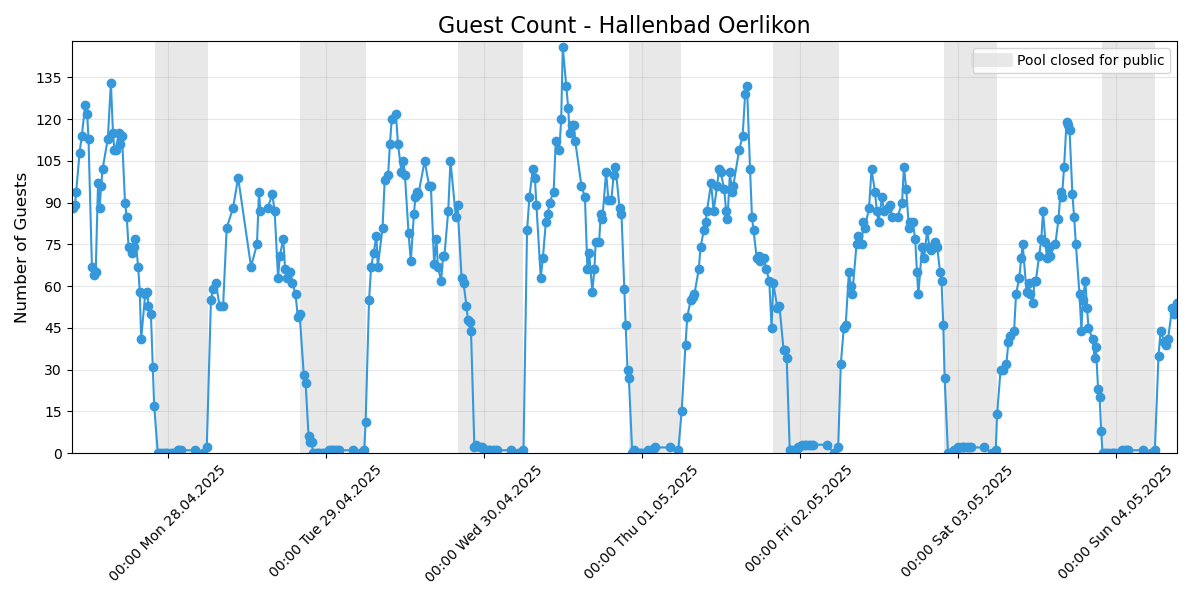 Guest Count - Hallenbad Oerlikon
Pool closed for public
Number of Guests
135
120
105
90
75
60
45
30
15
0
00:00 Mon 28.04.2025
00:00 Tue 29.04.2025
00:00 Wed 30.04.2025
00:00 Thu 01.05.2025
00:00 Fri 02.05.2025
00:00 Sat 03.05.2025
00:00 Sun 04.05.2025